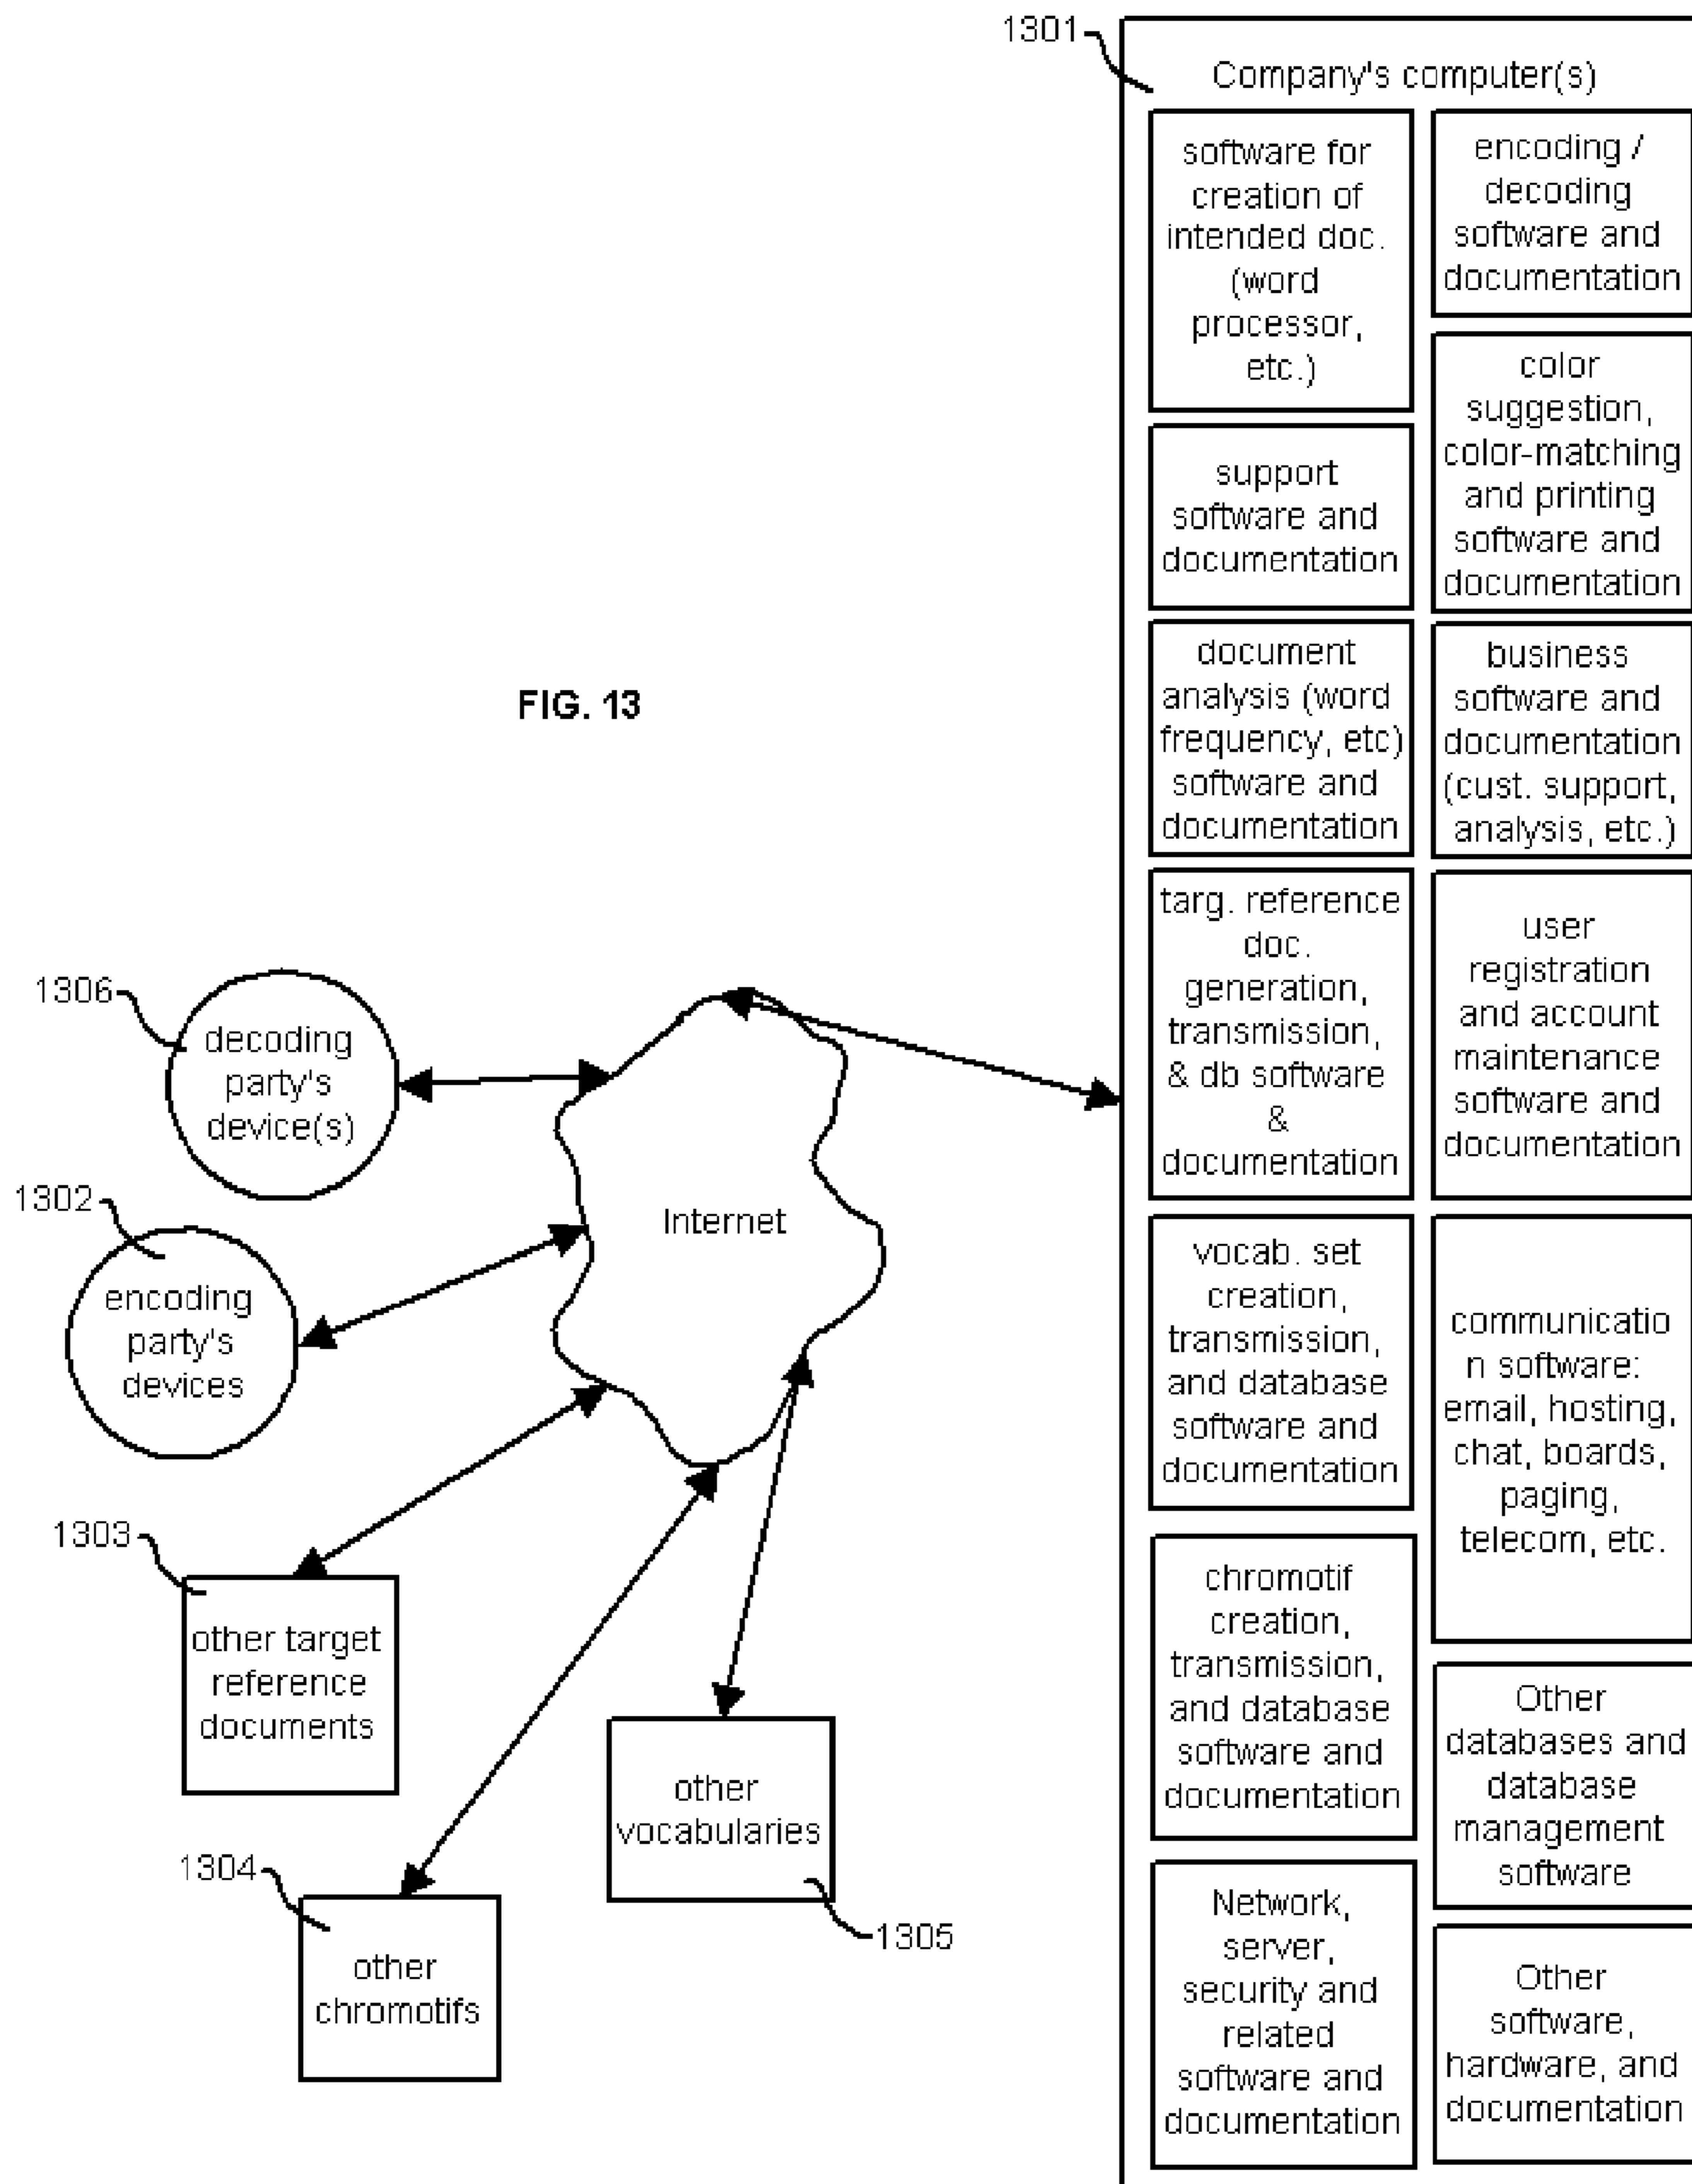 1301
Company's computer(s)
software for
creation of
intended doc.
(word
processor,
etc.)
support
software and
documentation
document
analysis (word
frequency, etc)
software and
documentation
targ. reference
doc.
generation,
transmission,
& db software
&
documentation
vocab. set
creation,
transmission,
and database
software and
documentation
chromotif
creation,
transmission,
and database
software and
documentation
Network,
server,
security and
related
software and
documentation
encoding /
decoding
software and
documentation
color
suggestion,
color-matching
and printing
software and
documentation
business
software and
documentation
(cust. support,
analysis, etc.)
user
registration
and account
maintenance
software and
documentation
communicatio
n software:
email, hosting,
chat, boards,
paging,
telecom, etc.
Other
databases and
database
management
software
Other
software,
hardware, and
documentation
FIG. 13
1306
decoding
party's
device(s)
Internet
1302
encoding
party's
devices
1303
other target
reference
documents
1304
other
chromotifs
other
vocabularies
1305